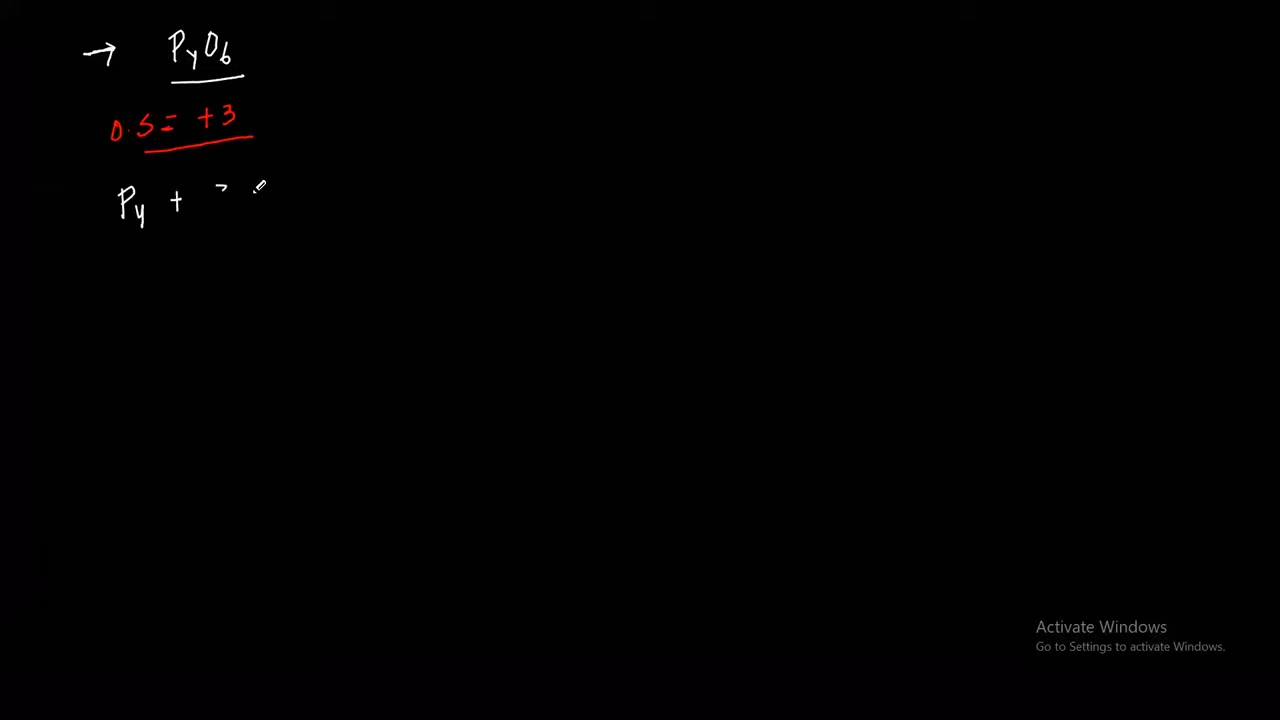 → P₄O₆
O.S = +3
P₄ +
Activate Windows
Go to Settings to activate Windows.